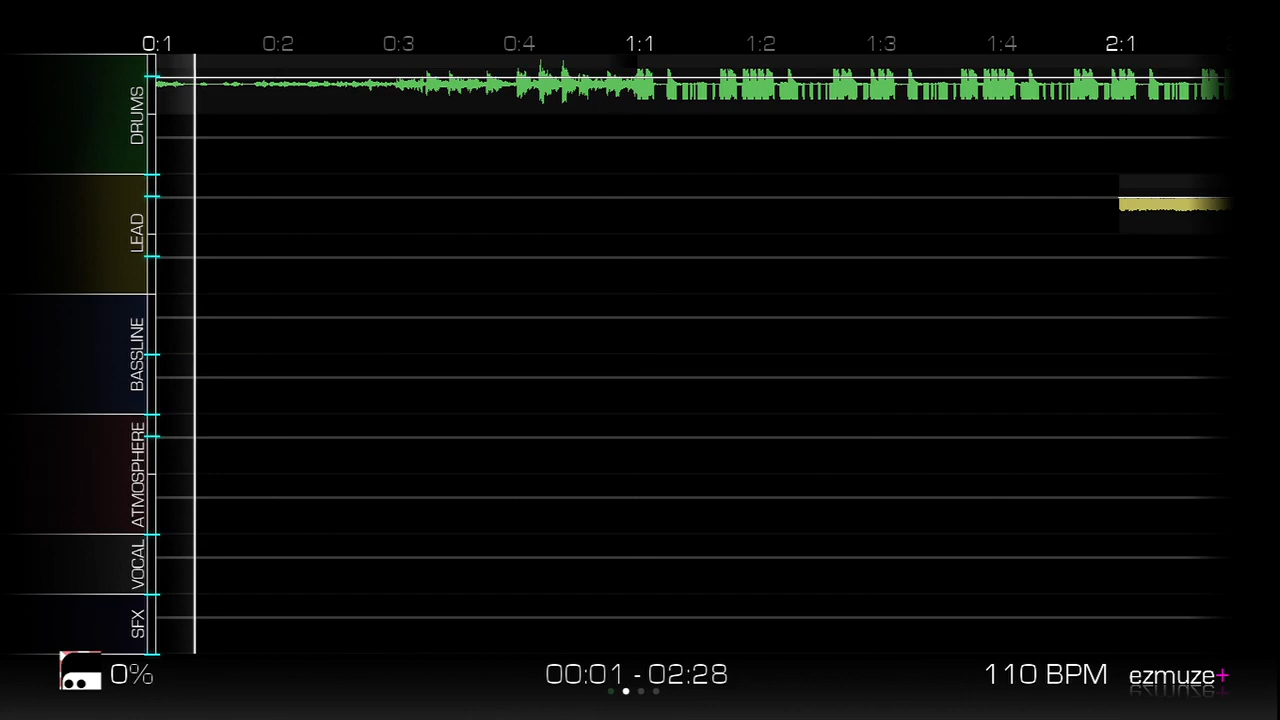 0:1 0:2 0:3 0:4 1:1 1:2 1:3 1:4 2:1
DRUMS
LEAD
BASSLINE
ATMOSPHERE
VOCAL
SFX
0% 00:01 - 02:28 110 BPM ezmuze+